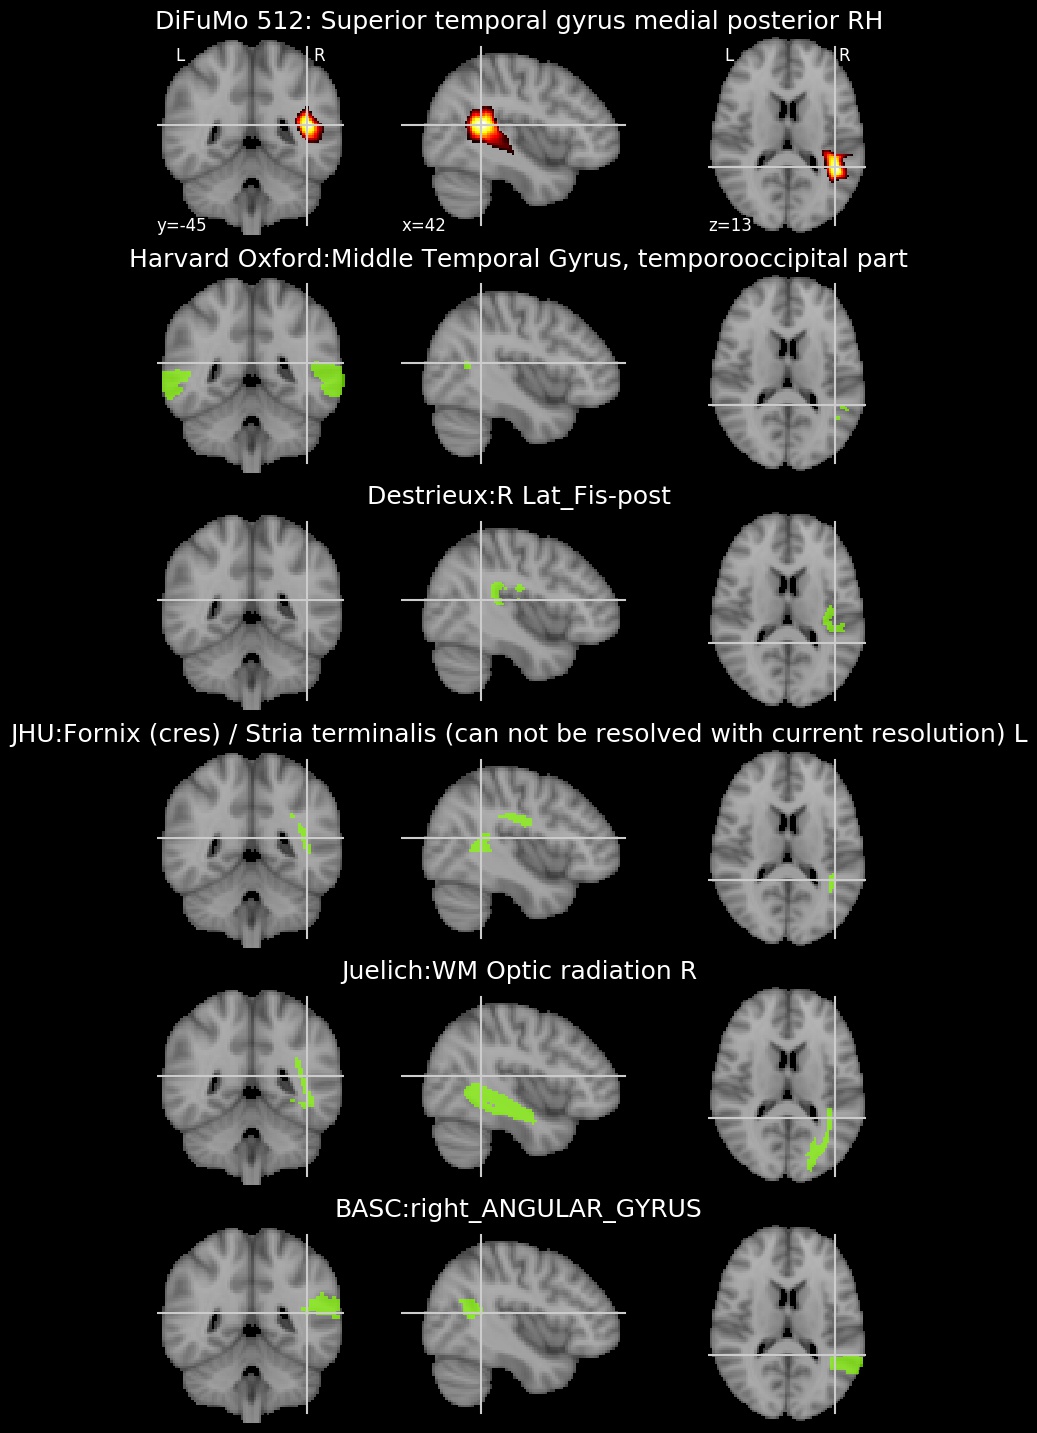 DiFuMo 512: Superior temporal gyrus medial posterior RH
L R L R
y=-45 x=42 z=13
Harvard Oxford:Middle Temporal Gyrus, temporooccipital part
Destrieux:R Lat_Fis-post
JHU:Fornix (cres) / Stria terminalis (can not be resolved with current resolution) L
Juelich:WM Optic radiation R
BASC:right_ANGULAR_GYRUS